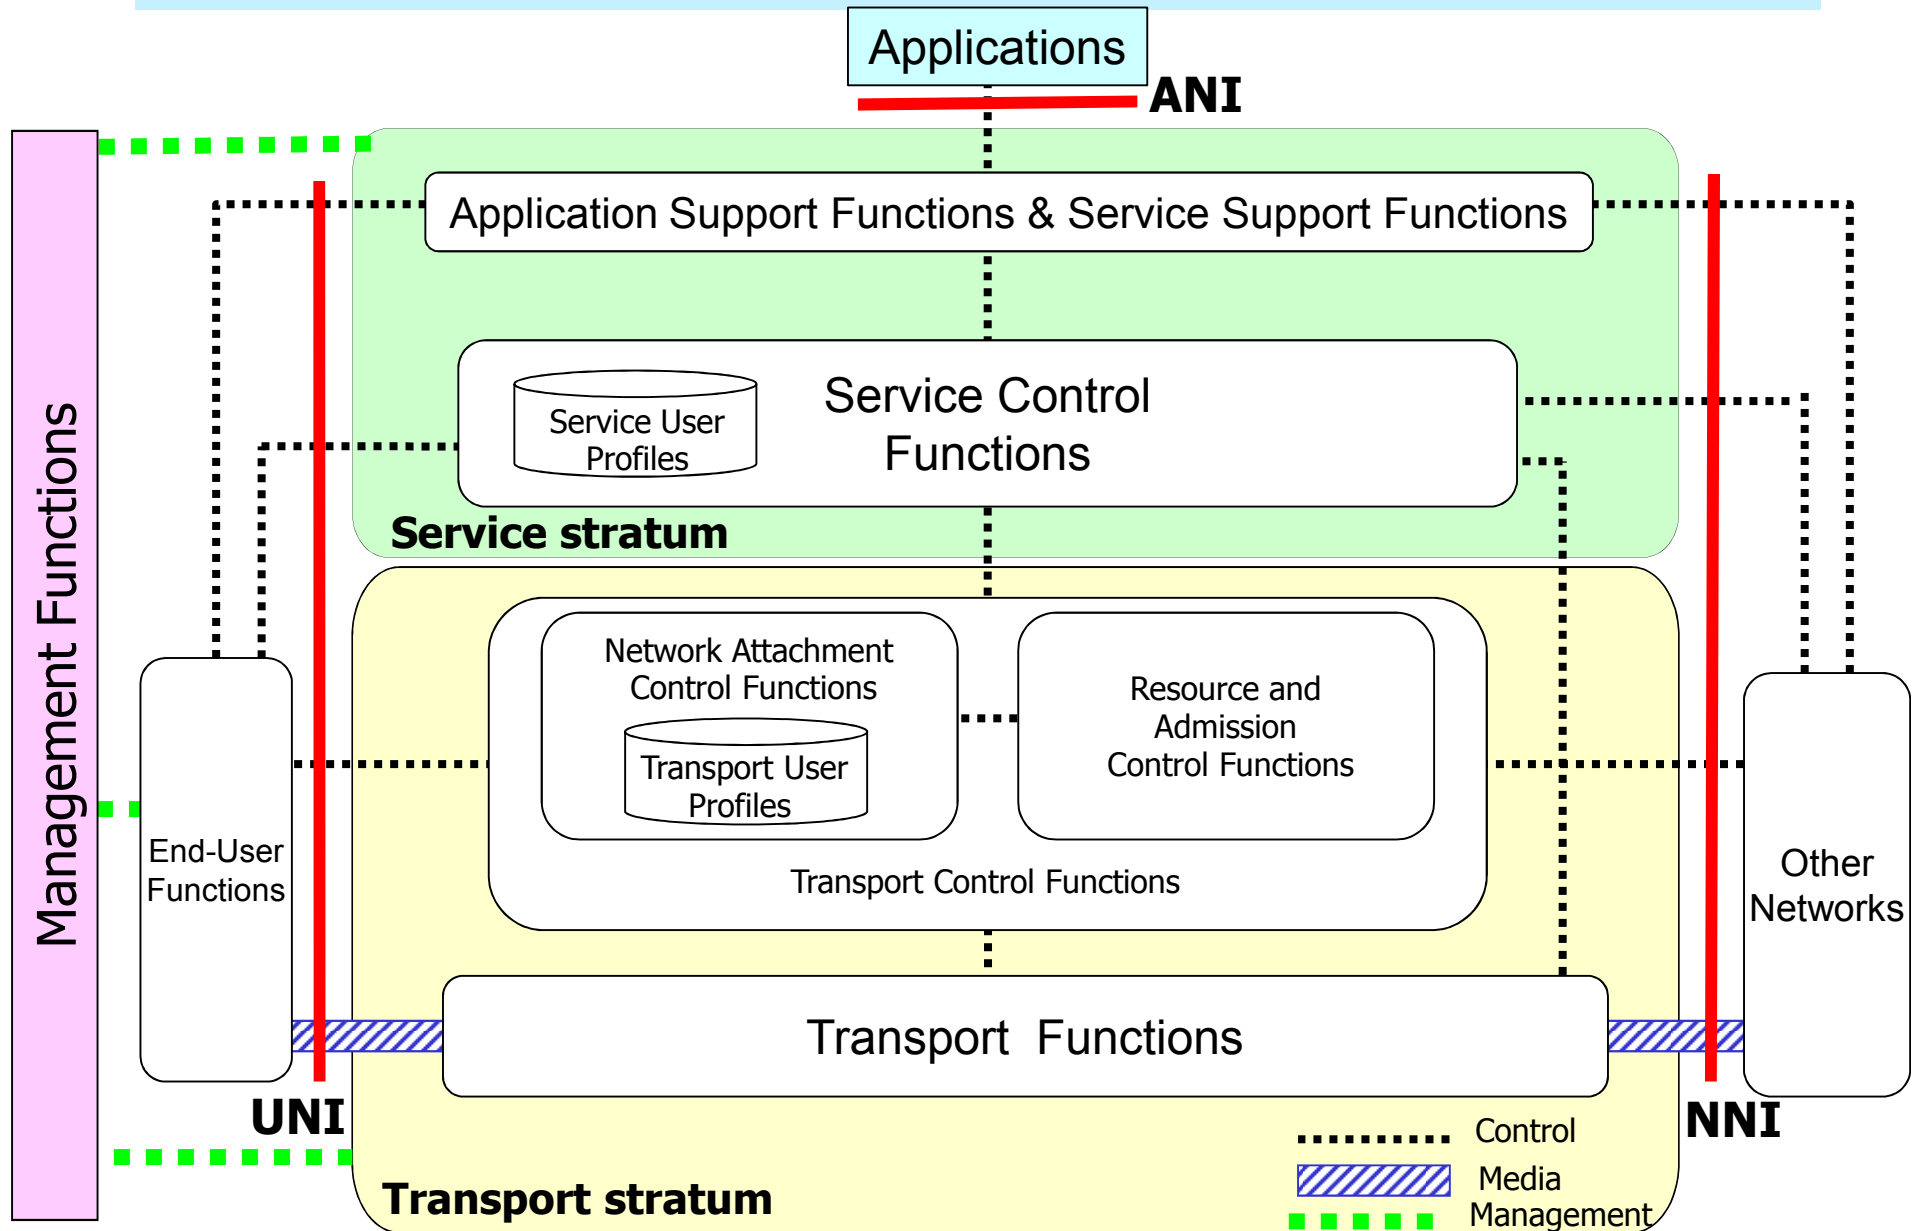 Applications
ANI
Application Support Functions & Service Support Functions
Service Control
Functions
Service User
Profiles
Service stratum
Management Functions
Network Attachment
Control Functions
Transport User
Profiles
Resource and
Admission
Control Functions
Transport Control Functions
End-User
Functions
Other
Networks
Transport Functions
UNI
NNI
Control
Media
Management
Transport stratum